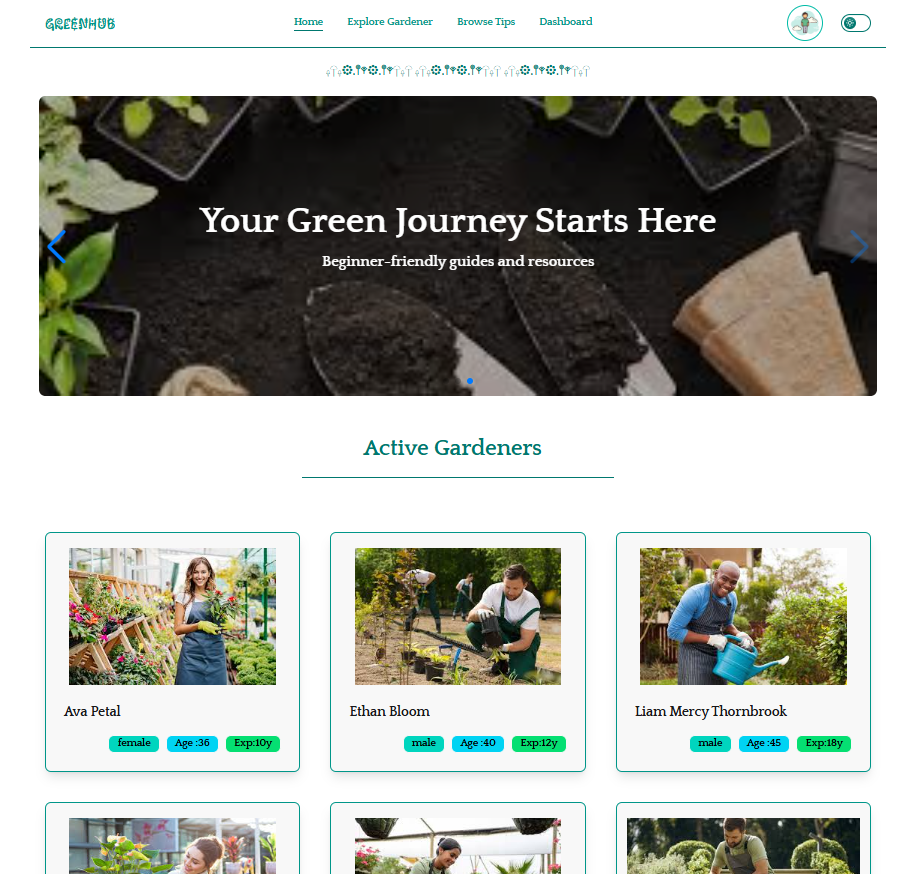 GREENHUB
Home Explore Gardener Browse Tips Dashboard
Your Green Journey Starts Here
Beginner-friendly guides and resources
Active Gardeners
Ava Petal
female Age :36 Exp:10y
Ethan Bloom
male Age :40 Exp:12y
Liam Mercy Thornbrook
male Age :45 Exp:18y